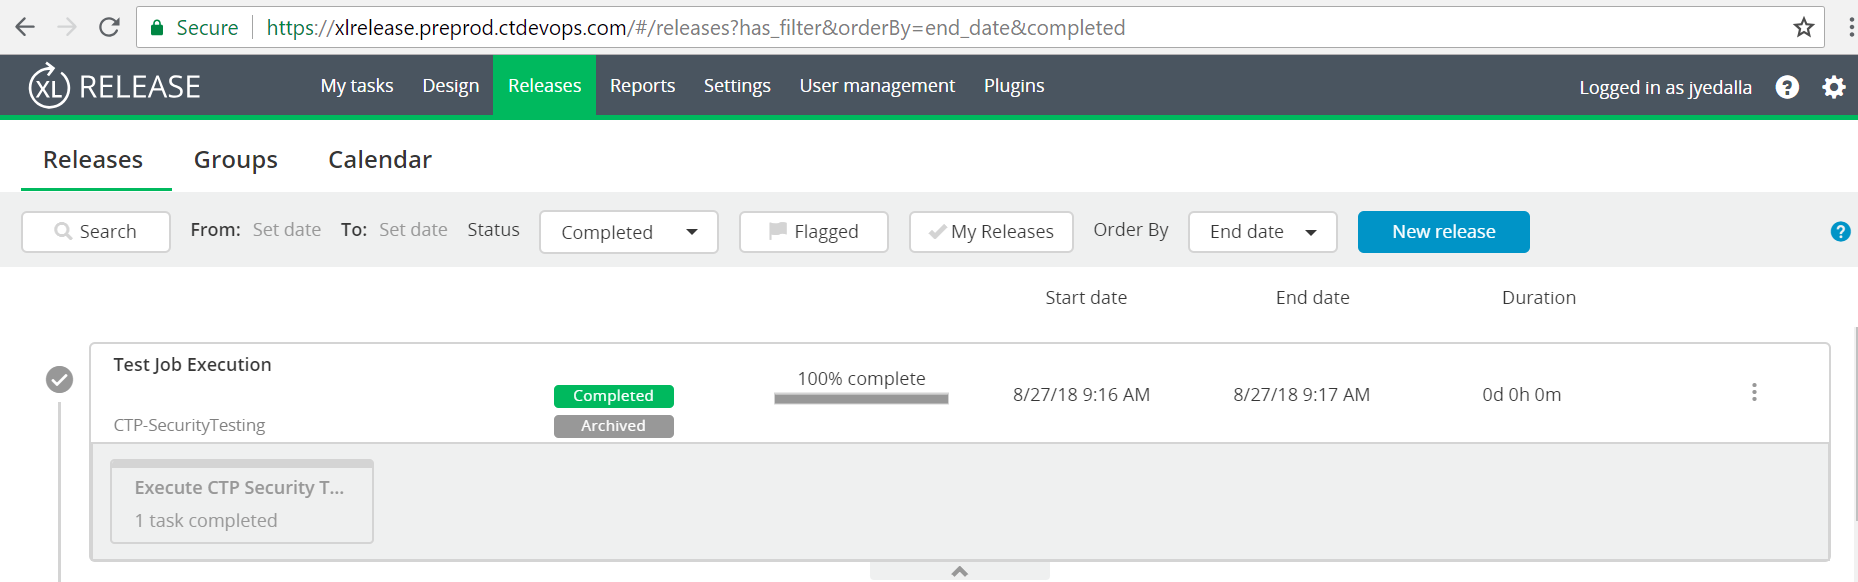 Secure https://xlrelease.preprod.ctdevops.com/#/releases?has_filter&orderBy=end_date&completed
XL RELEASE My tasks Design Releases Reports Settings User management Plugins Logged in as jyedalla ?
Releases Groups Calendar
Search From: Set date To: Set date Status Completed Flagged My Releases Order By End date New release ?
Start date End date Duration
Test Job Execution
100% complete
Completed 8/27/18 9:16 AM 8/27/18 9:17 AM 0d 0h 0m
CTP-SecurityTesting Archived
Execute CTP Security T...
1 task completed